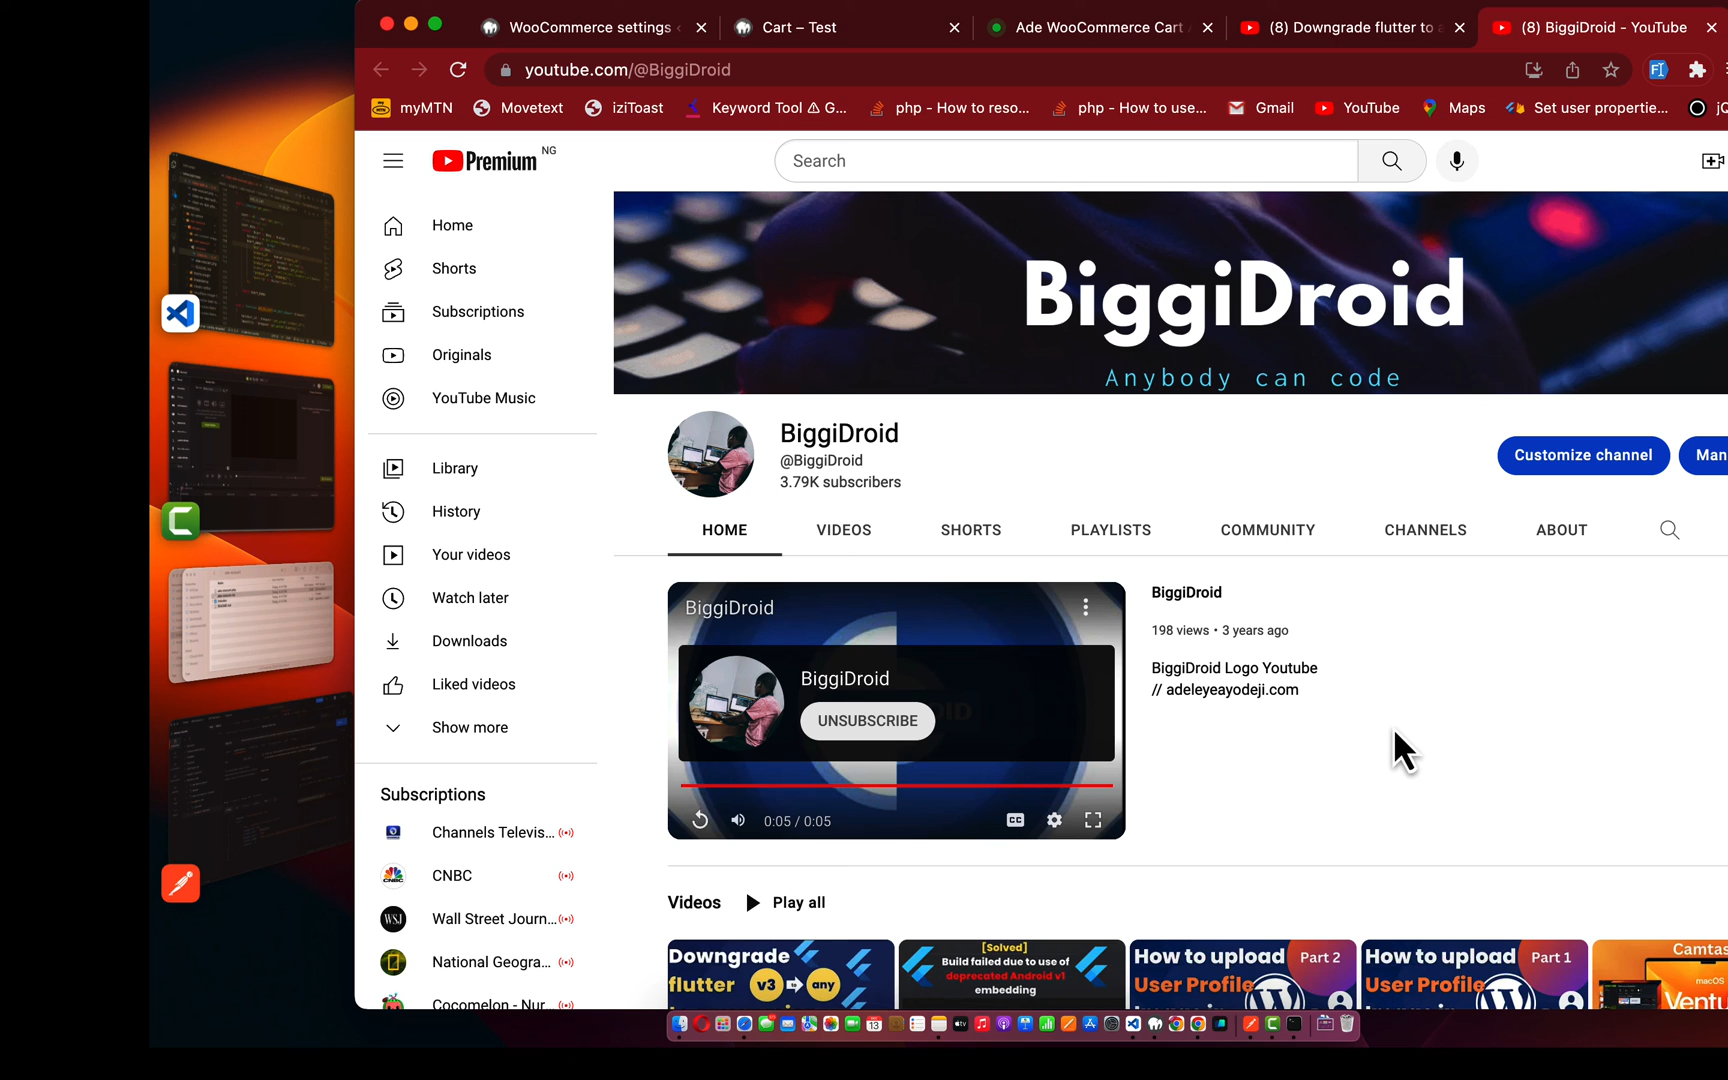 WooCommerce settings ‹
Cart – Test
Ade WooCommerce Cart
(8) Downgrade flutter to a
(8) BiggiDroid - YouTube
youtube.com/@BiggiDroid
myMTN
Movetext
iziToast
Keyword Tool ⚠ G...
php - How to reso...
php - How to use...
Gmail
YouTube
Maps
Set user propertie...
jQ
Premium NG
Search
Home
Shorts
Subscriptions
Originals
YouTube Music
Library
History
Your videos
Watch later
Downloads
Liked videos
Show more
Subscriptions
Channels Televis...
CNBC
Wall Street Journ...
WSJ
National Geogra...
Cocomelon - Nur
BiggiDroid
Anybody can code
BiggiDroid
@BiggiDroid
3.79K subscribers
Customize channel
Man
HOME
VIDEOS
SHORTS
PLAYLISTS
COMMUNITY
CHANNELS
ABOUT
BiggiDroid
BiggiDroid
UNSUBSCRIBE
0:05 / 0:05
CC
BiggiDroid
198 views • 3 years ago
BiggiDroid Logo Youtube
// adeleyeayodeji.com
Videos
Play all
Downgrade
flutter v3 any
[Solved]
Build failed due to use of
deprecated Android v1
embedding
How to upload Part 2
User Profile
How to upload Part 1
User Profile
Camtas
macOS
Ventu
13